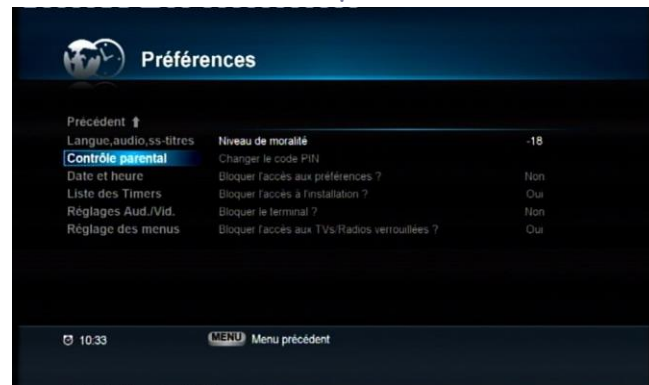 Préférences
Précédent ⬆
Langue,audio,ss-titres Niveau de moralité -18
Contrôle parental Changer le code PIN
Date et heure Bloquer l'accès aux préférences ? Non
Liste des Timers Bloquer l'accès à l'installation ? Oui
Réglages Aud./Vid. Bloquer le terminal ? Non
Réglage des menus Bloquer l'accès aux TVs/Radios verrouillées ? Oui
10:33 MENU Menu précédent